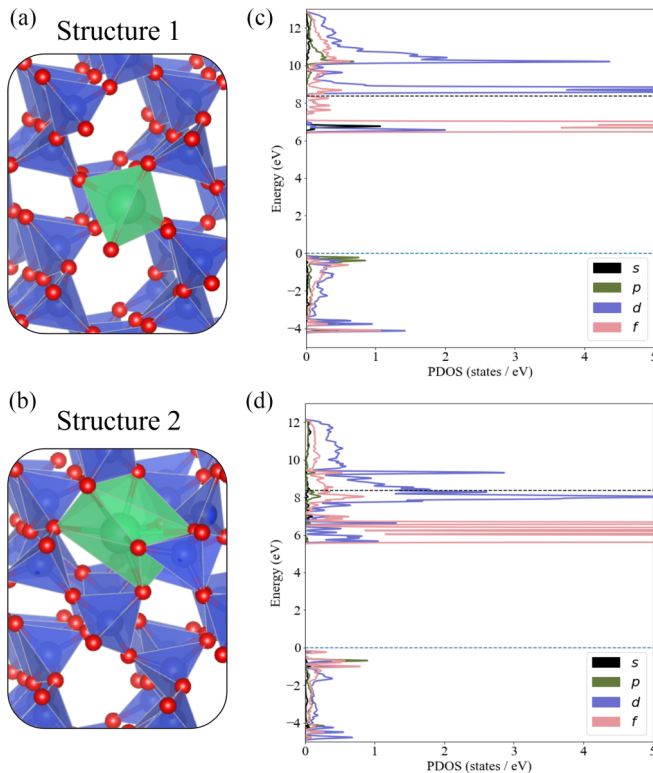 (a)
Structure 1
(c)
12
10
8
6
4
2
0
−2
−4
Energy (eV)
s
p
d
f
0
1
2
3
4
5
PDOS (states / eV)
(b)
Structure 2
(d)
12
10
8
6
4
2
0
−2
−4
Energy (eV)
s
p
d
f
0
1
2
3
4
5
PDOS (states / eV)